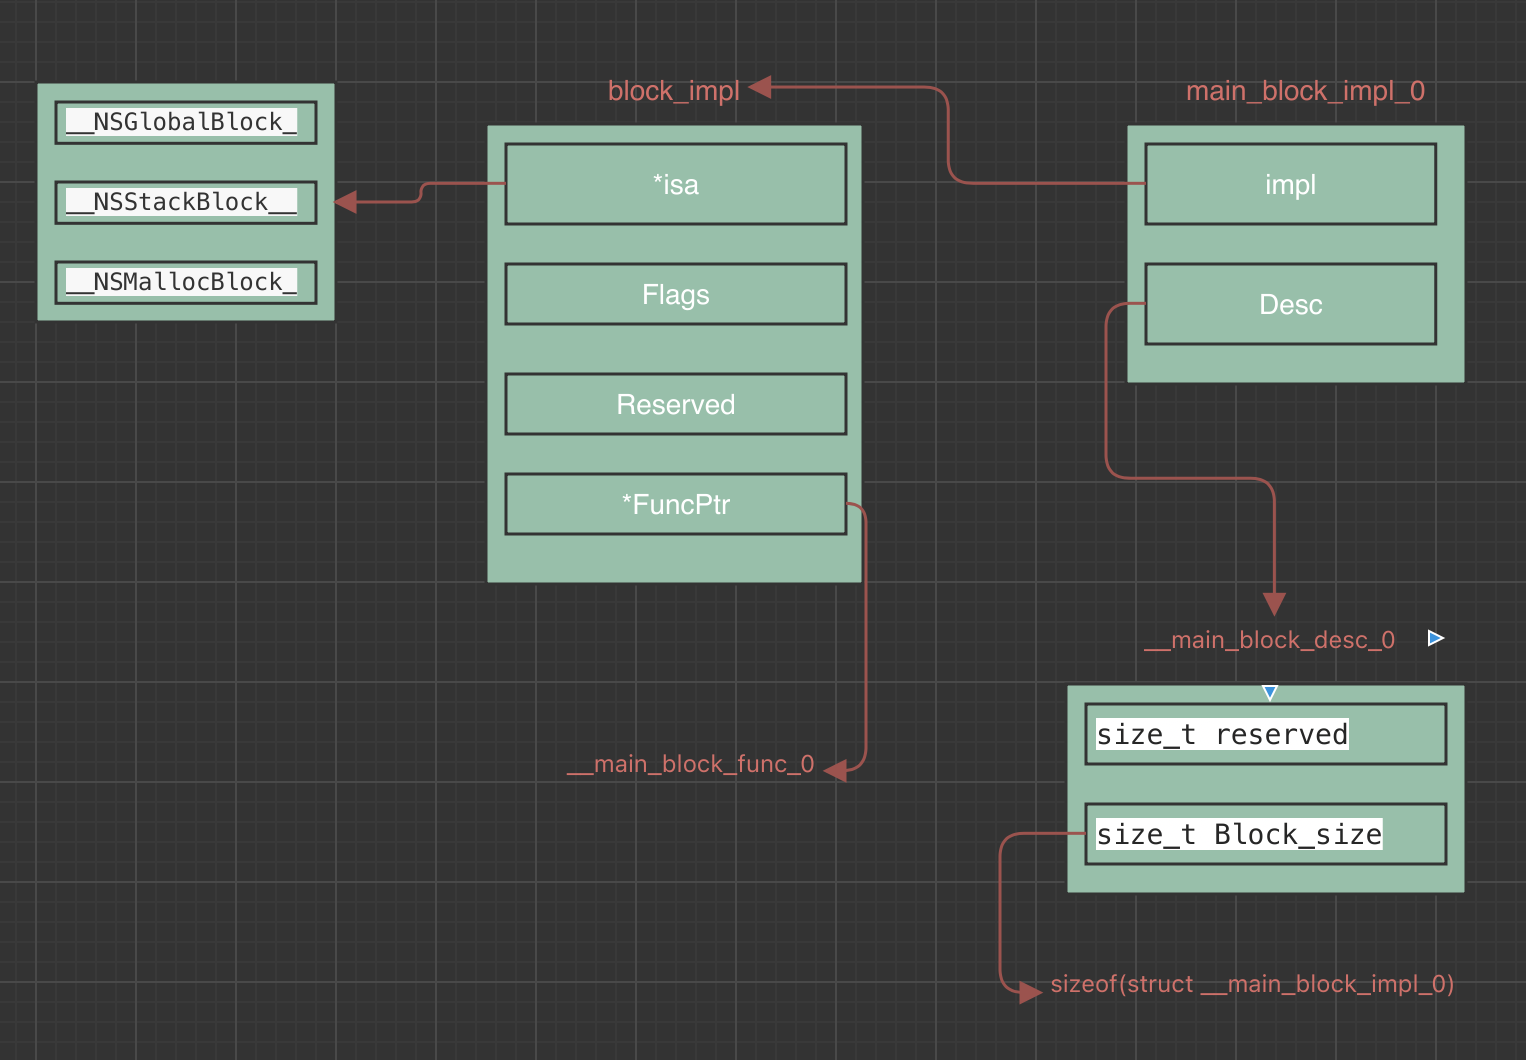 __NSGlobalBlock_
__NSStackBlock__
__NSMallocBlock_
block_impl
*isa
Flags
Reserved
*FuncPtr
__main_block_func_0
main_block_impl_0
impl
Desc
__main_block_desc_0
size_t reserved
size_t Block_size
sizeof(struct __main_block_impl_0)